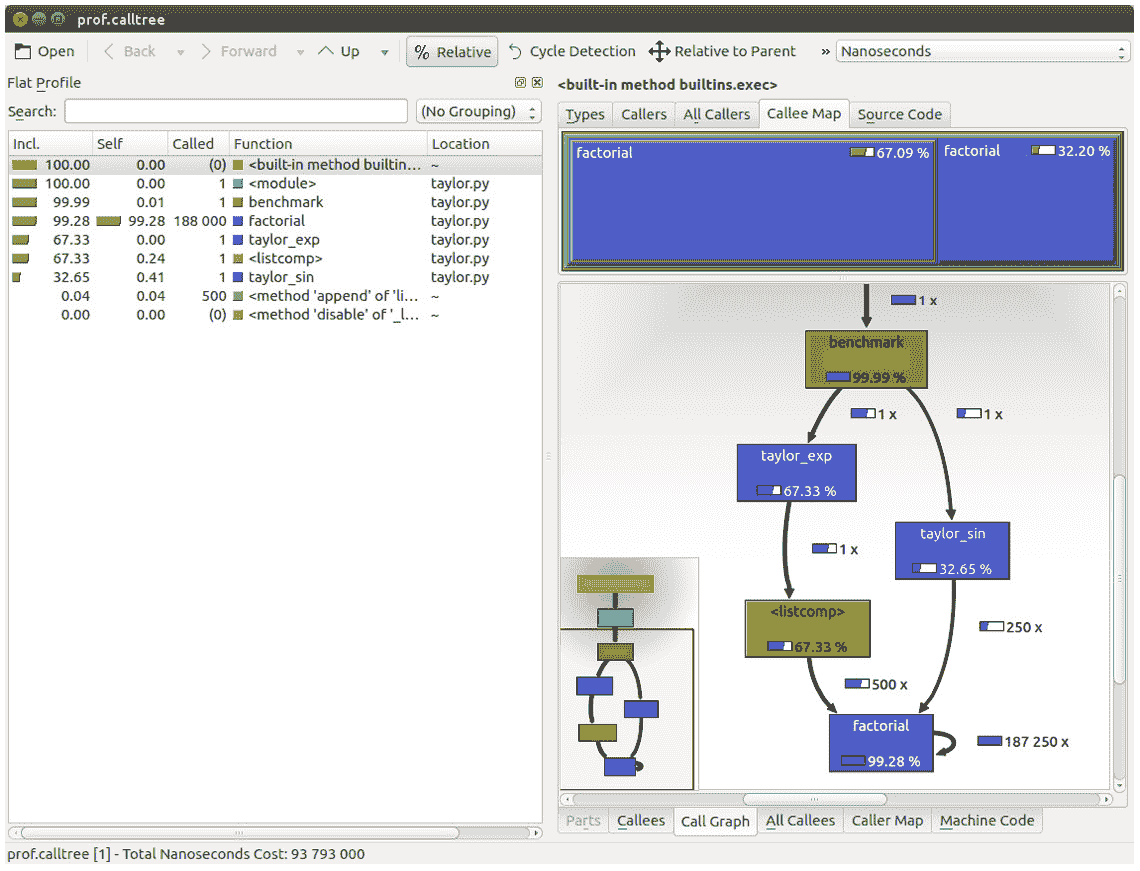 prof.calltree
Open Back Forward Up % Relative Cycle Detection Relative to Parent » Nanoseconds
Flat Profile
Search: (No Grouping)
Incl. Self Called Function Location
100.00 0.00 (0) <built-in method builtin... ~
100.00 0.00 1 <module> taylor.py
99.99 0.01 1 benchmark taylor.py
99.28 99.28 188 000 factorial taylor.py
67.33 0.00 1 taylor_exp taylor.py
67.33 0.24 1 <listcomp> taylor.py
32.65 0.41 1 taylor_sin taylor.py
0.04 0.04 500 <method 'append' of 'li... ~
0.00 0.00 (0) <method 'disable' of '_l... ~
<built-in method builtins.exec>
Types Callers All Callers Callee Map Source Code
factorial 67.09 % factorial 32.20 %
1 x
benchmark
99.99 %
1 x 1 x
taylor_exp
67.33 %
taylor_sin
32.65 %
1 x
<listcomp>
67.33 %
250 x
500 x
factorial
99.28 %
187 250 x
Parts Callees Call Graph All Callees Caller Map Machine Code
prof.calltree [1] - Total Nanoseconds Cost: 93 793 000